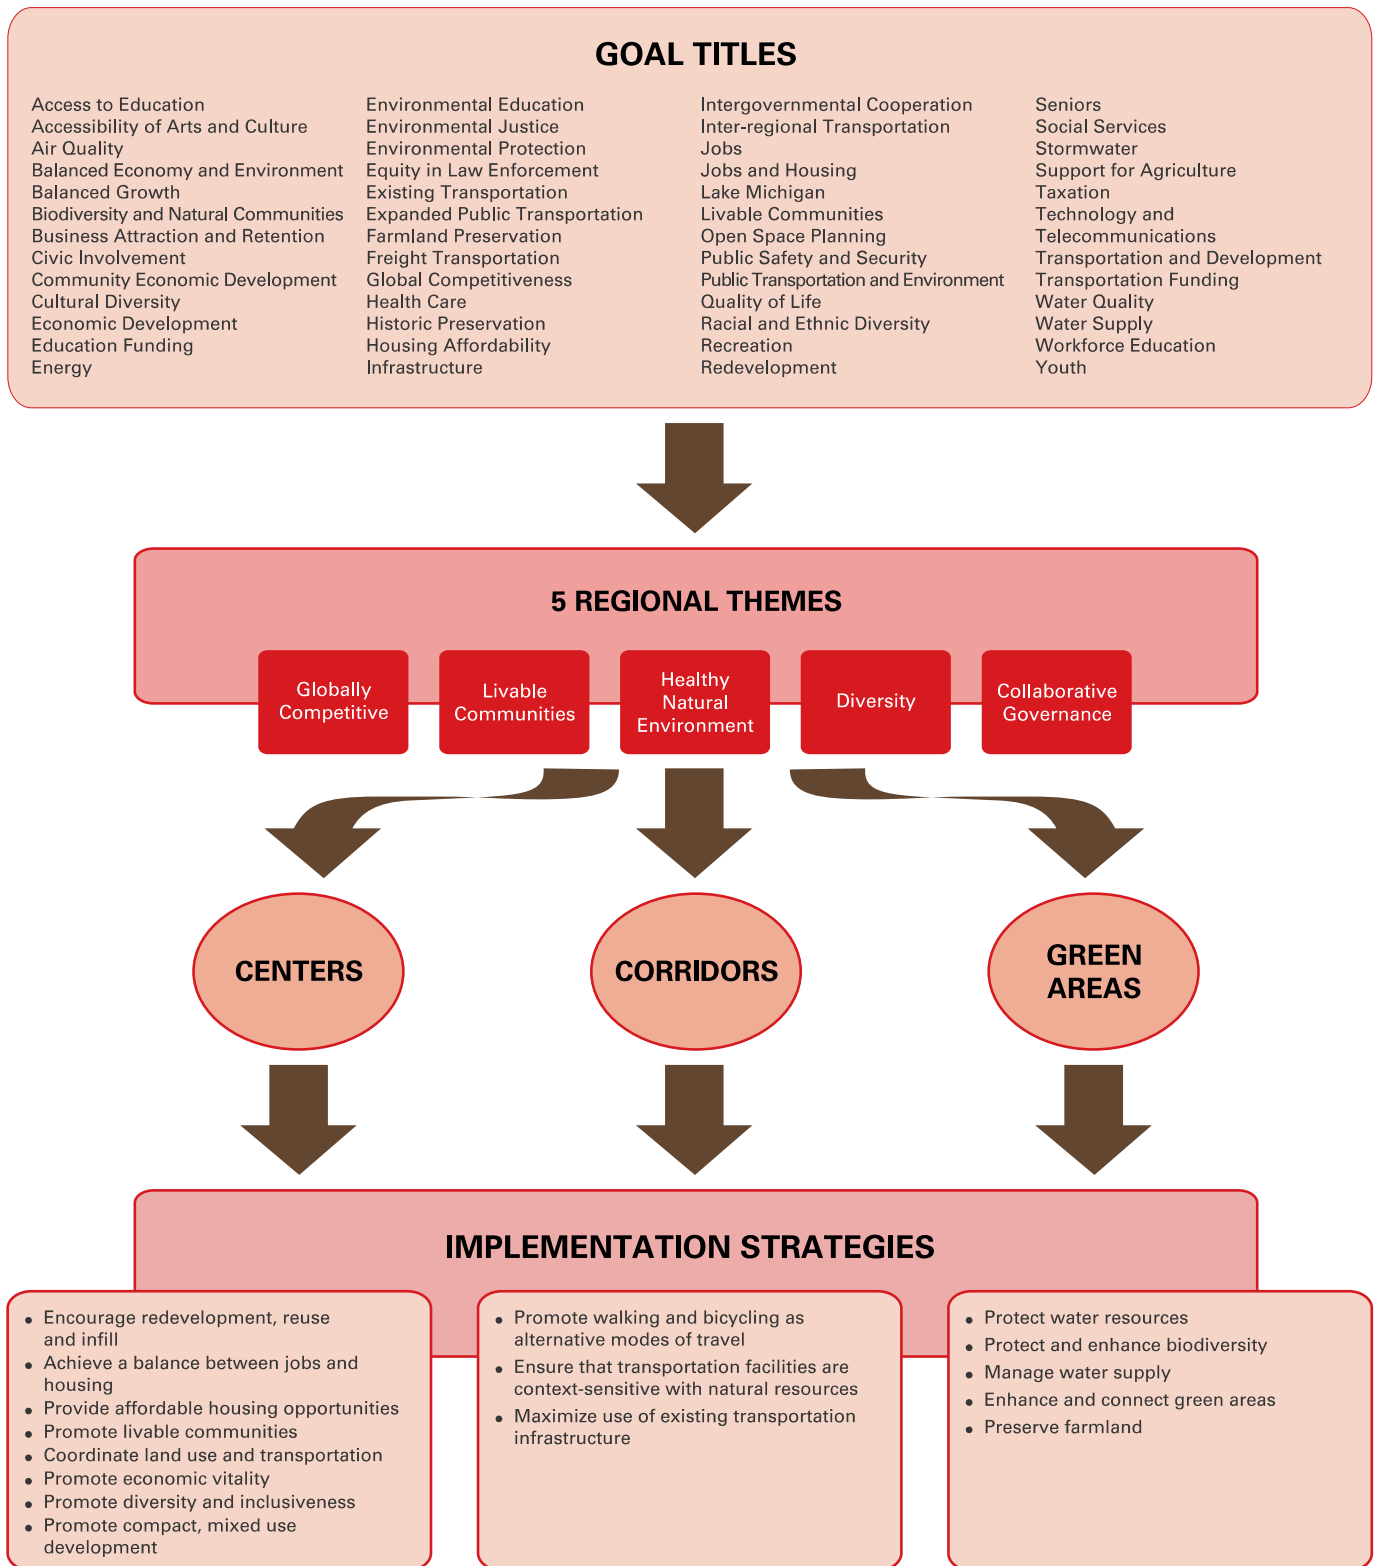 GOAL TITLES
Access to Education
Accessibility of Arts and Culture
Air Quality
Balanced Economy and Environment
Balanced Growth
Biodiversity and Natural Communities
Business Attraction and Retention
Civic Involvement
Community Economic Development
Cultural Diversity
Economic Development
Education Funding
Energy
Environmental Education
Environmental Justice
Environmental Protection
Equity in Law Enforcement
Existing Transportation
Expanded Public Transportation
Farmland Preservation
Freight Transportation
Global Competitiveness
Health Care
Historic Preservation
Housing Affordability
Infrastructure
Intergovernmental Cooperation
Inter-regional Transportation
Jobs
Jobs and Housing
Lake Michigan
Livable Communities
Open Space Planning
Public Safety and Security
Public Transportation and Environment
Quality of Life
Racial and Ethnic Diversity
Recreation
Redevelopment
Seniors
Social Services
Stormwater
Support for Agriculture
Taxation
Technology and
Telecommunications
Transportation and Development
Transportation Funding
Water Quality
Water Supply
Workforce Education
Youth
5 REGIONAL THEMES
Globally
Competitive
Livable
Communities
Healthy
Natural
Environment
Diversity
Collaborative
Governance
CENTERS
CORRIDORS
GREEN
AREAS
IMPLEMENTATION STRATEGIES
• Encourage redevelopment, reuse
and infill
• Achieve a balance between jobs and
housing
• Provide affordable housing opportunities
• Promote livable communities
• Coordinate land use and transportation
• Promote economic vitality
• Promote diversity and inclusiveness
• Promote compact, mixed use
development
• Promote walking and bicycling as
alternative modes of travel
• Ensure that transportation facilities are
context-sensitive with natural resources
• Maximize use of existing transportation
infrastructure
• Protect water resources
• Protect and enhance biodiversity
• Manage water supply
• Enhance and connect green areas
• Preserve farmland